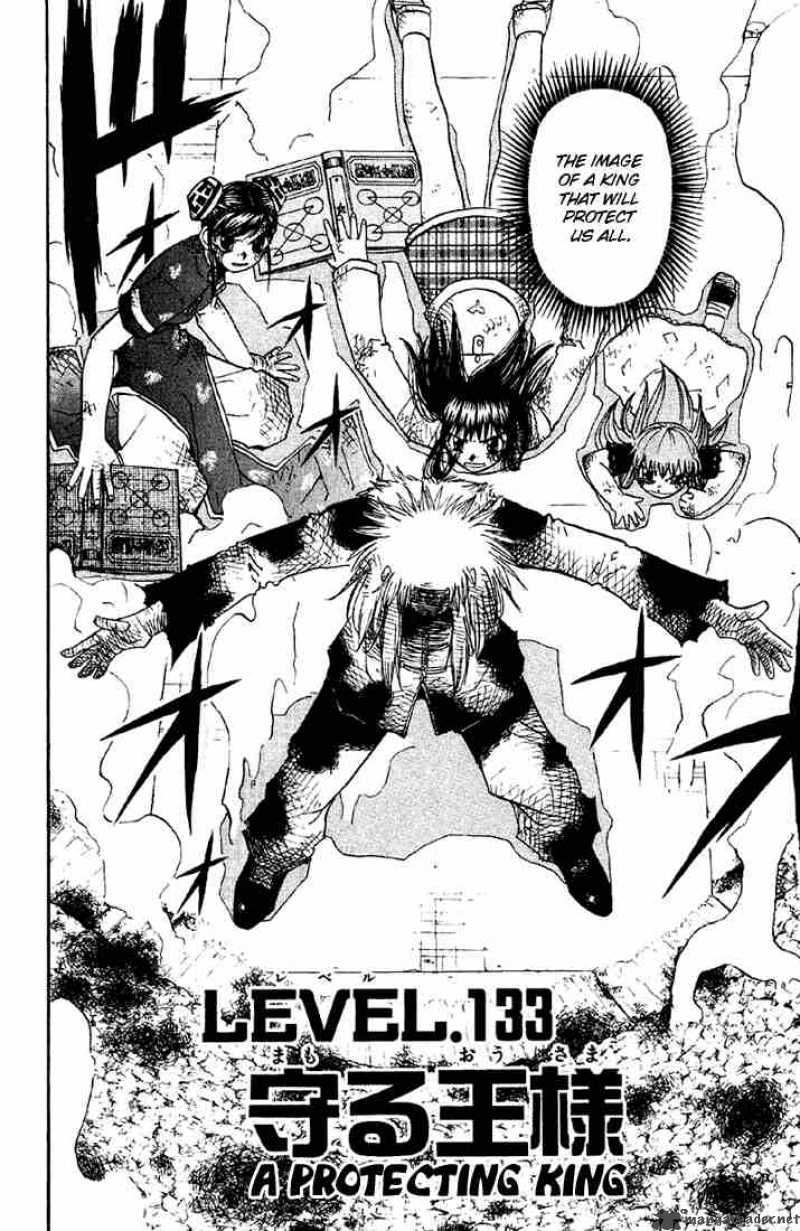 THE IMAGE
OF A KING
THAT WILL
PROTECT
US ALL.
レベル
LEVEL.133
まも おうさま
守る王様
A PROTECTING KING